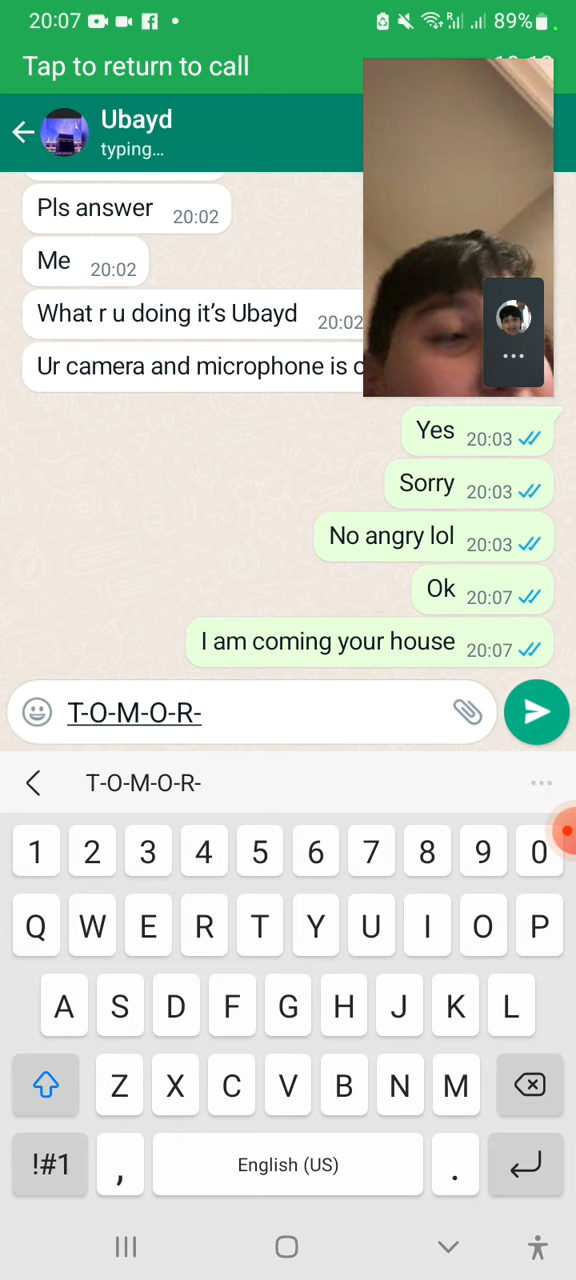 20:07
89%
Tap to return to call
Ubayd
typing...
Pls answer 20:02
Me 20:02
What r u doing it's Ubayd 20:02
Ur camera and microphone is
Yes 20:03
Sorry 20:03
No angry lol 20:03
Ok 20:07
I am coming your house 20:07
T-O-M-O-R-
T-O-M-O-R-
1 2 3 4 5 6 7 8 9 0
Q W E R T Y U I O P
A S D F G H J K L
Z X C V B N M
!#1 , English (US) .